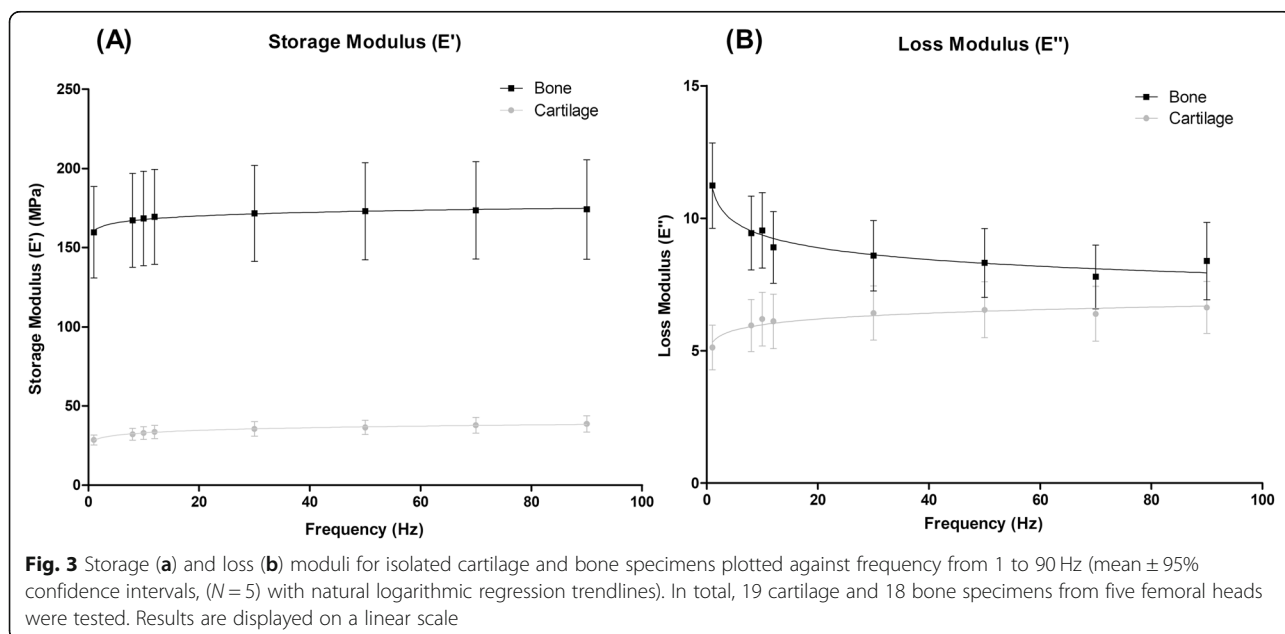 (A)
Storage Modulus (E')
250
200
150
100
50
0
Storage Modulus (E') (MPa)
Bone
Cartilage
0 20 40 60 80 100
Frequency (Hz)
(B)
Loss Modulus (E'')
15
10
5
0
Loss Modulus (E'')
Bone
Cartilage
0 20 40 60 80 100
Frequency (Hz)
Fig. 3 Storage (a) and loss (b) moduli for isolated cartilage and bone specimens plotted against frequency from 1 to 90 Hz (mean ± 95%
confidence intervals, (N = 5) with natural logarithmic regression trendlines). In total, 19 cartilage and 18 bone specimens from five femoral heads
were tested. Results are displayed on a linear scale